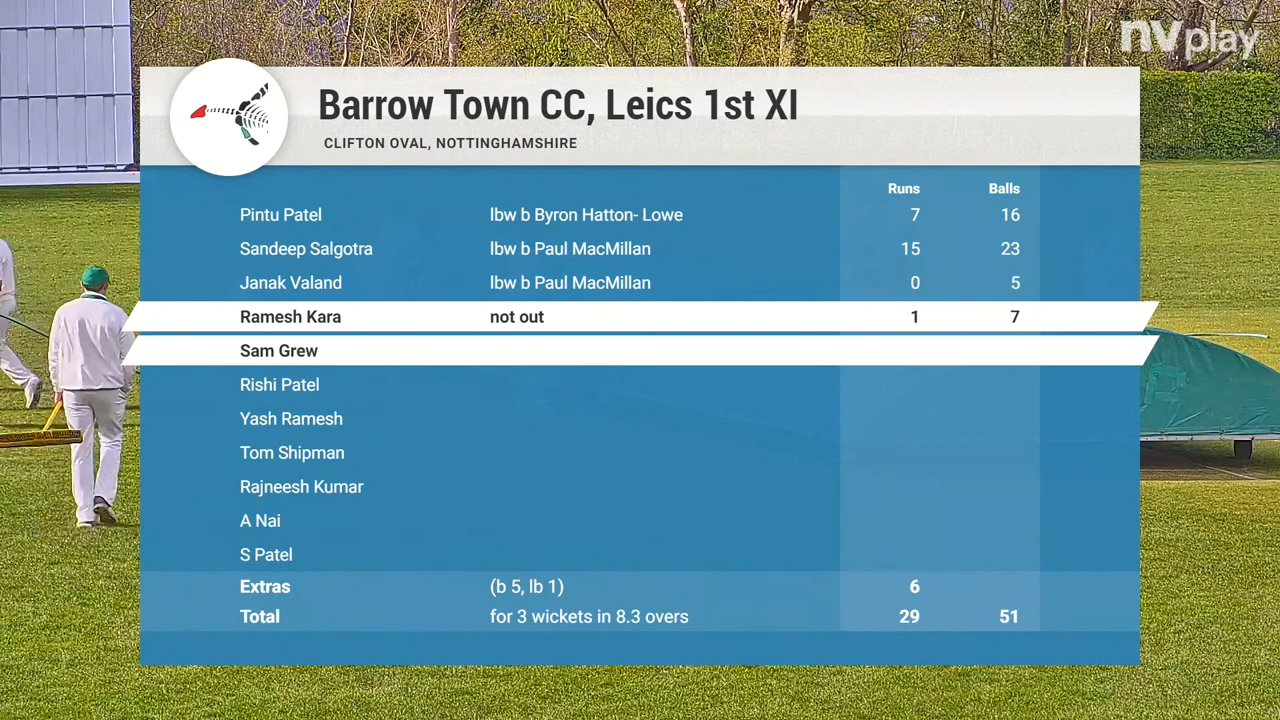 nvplay
Barrow Town CC, Leics 1st XI
CLIFTON OVAL, NOTTINGHAMSHIRE
Runs Balls
Pintu Patel lbw b Byron Hatton- Lowe 7 16
Sandeep Salgotra lbw b Paul MacMillan 15 23
Janak Valand lbw b Paul MacMillan 0 5
Ramesh Kara not out 1 7
Sam Grew
Rishi Patel
Yash Ramesh
Tom Shipman
Rajneesh Kumar
A Nai
S Patel
Extras (b 5, lb 1) 6
Total for 3 wickets in 8.3 overs 29 51